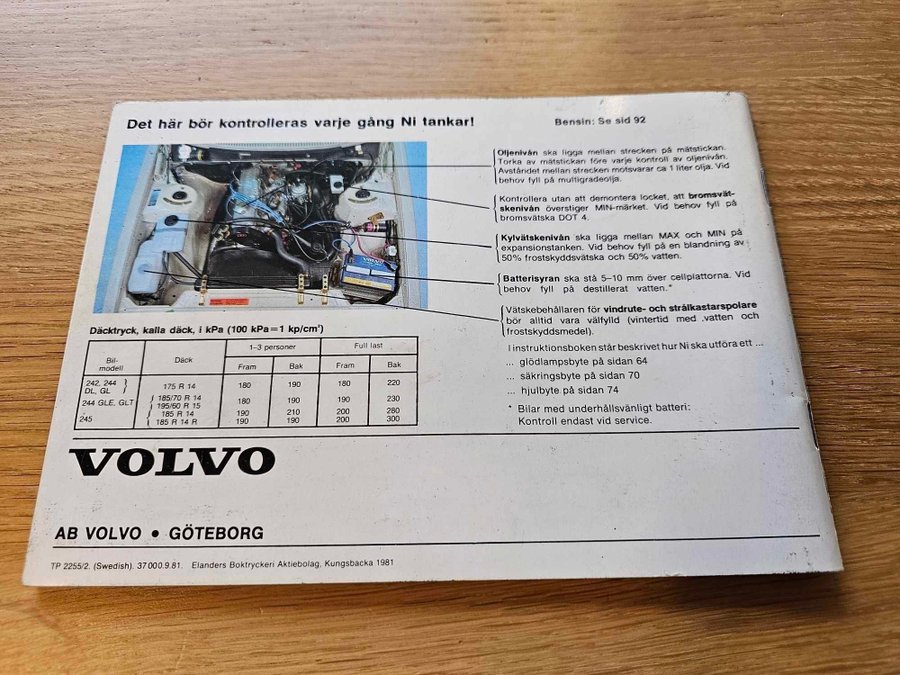 Det här bör kontrolleras varje gång Ni tankar!
Bensin: Se sid 92
Oljenivån ska ligga mellan strecken på mätstickan.
Torka av mätstickan före varje kontroll av oljenivån.
Avståndet mellan strecken motsvarar ca 1 liter olja. Vid
behov fyll på multigradeolja.
Kontrollera utan att demontera locket, att bromsvät-
skenivån överstiger MIN-märket. Vid behov fyll på
bromsvätska DOT 4.
Kylvätskenivån ska ligga mellan MAX och MIN på
expansionstanken. Vid behov fyll på en blandning av
50% frostskyddsvätska och 50% vatten.
Batterisyran ska stå 5–10 mm över cellplattorna. Vid
behov fyll på destillerat vatten.*
Vätskebehållaren för vindrute- och strålkastarspolare
bör alltid vara välfylld (vintertid med vatten och
frostskyddsmedel).
I instruktionsboken står beskrivet hur Ni ska utföra ett ...
... glödlampsbyte på sidan 64
... säkringsbyte på sidan 70
... hjulbyte på sidan 74
* Bilar med underhållsvänligt batteri:
Kontroll endast vid service.
VOLVO
Däcktryck, kalla däck, i kPa (100 kPa=1 kp/cm²)
Bil-
modell Däck 1–3 personer Full last
Fram Bak Fram Bak
242, 244 } DL, GL 175 R 14 180 190 180 220
244 GLE, GLT { 185/70 R 14 195/60 R 15 180 190 190 230
245 { 185 R 14 190 210 200 280
185 R 14 R 190 190 200 300
VOLVO
AB VOLVO • GÖTEBORG
TP 2255/2. (Swedish). 37 000.9.81. Elanders Boktryckeri Aktiebolag, Kungsbacka 1981